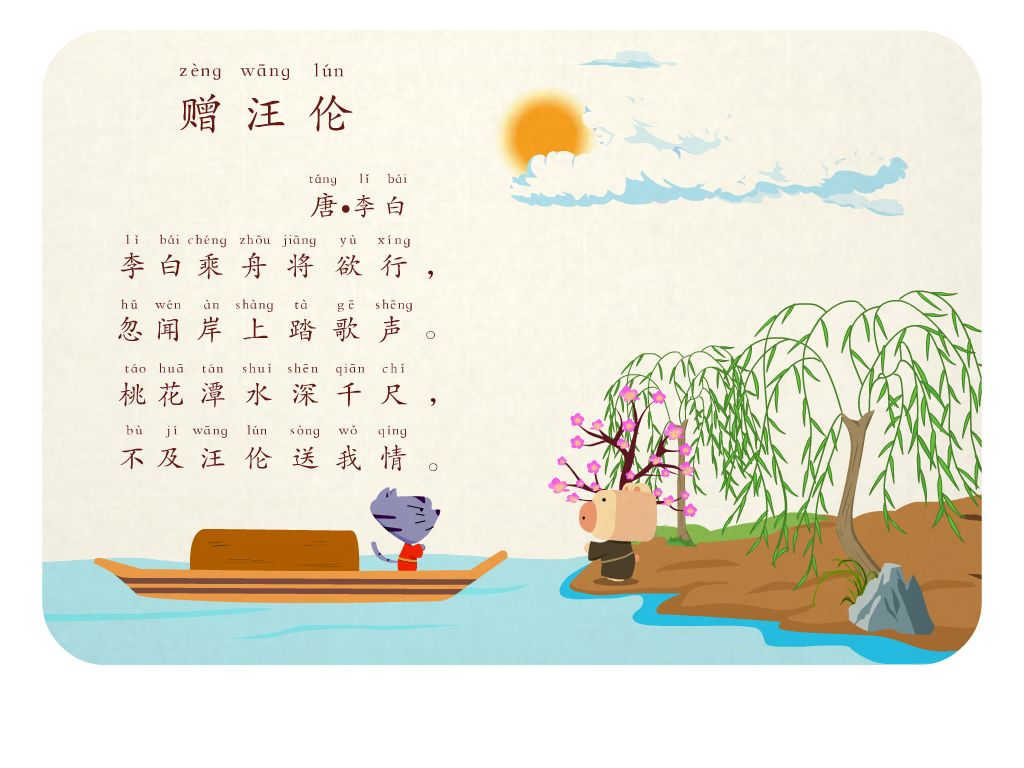 zèng wāng lún
赠 汪 伦
táng lǐ bái
唐•李 白
lǐ bái chéng zhōu jiāng yù xíng
李 白 乘 舟 将 欲 行 ，
hū wén àn shàng tà gē shēng
忽 闻 岸 上 踏 歌 声 。
táo huā tán shuǐ shēn qiān chǐ
桃 花 潭 水 深 千 尺 ，
bù jí wāng lún sòng wǒ qíng
不 及 汪 伦 送 我 情 。